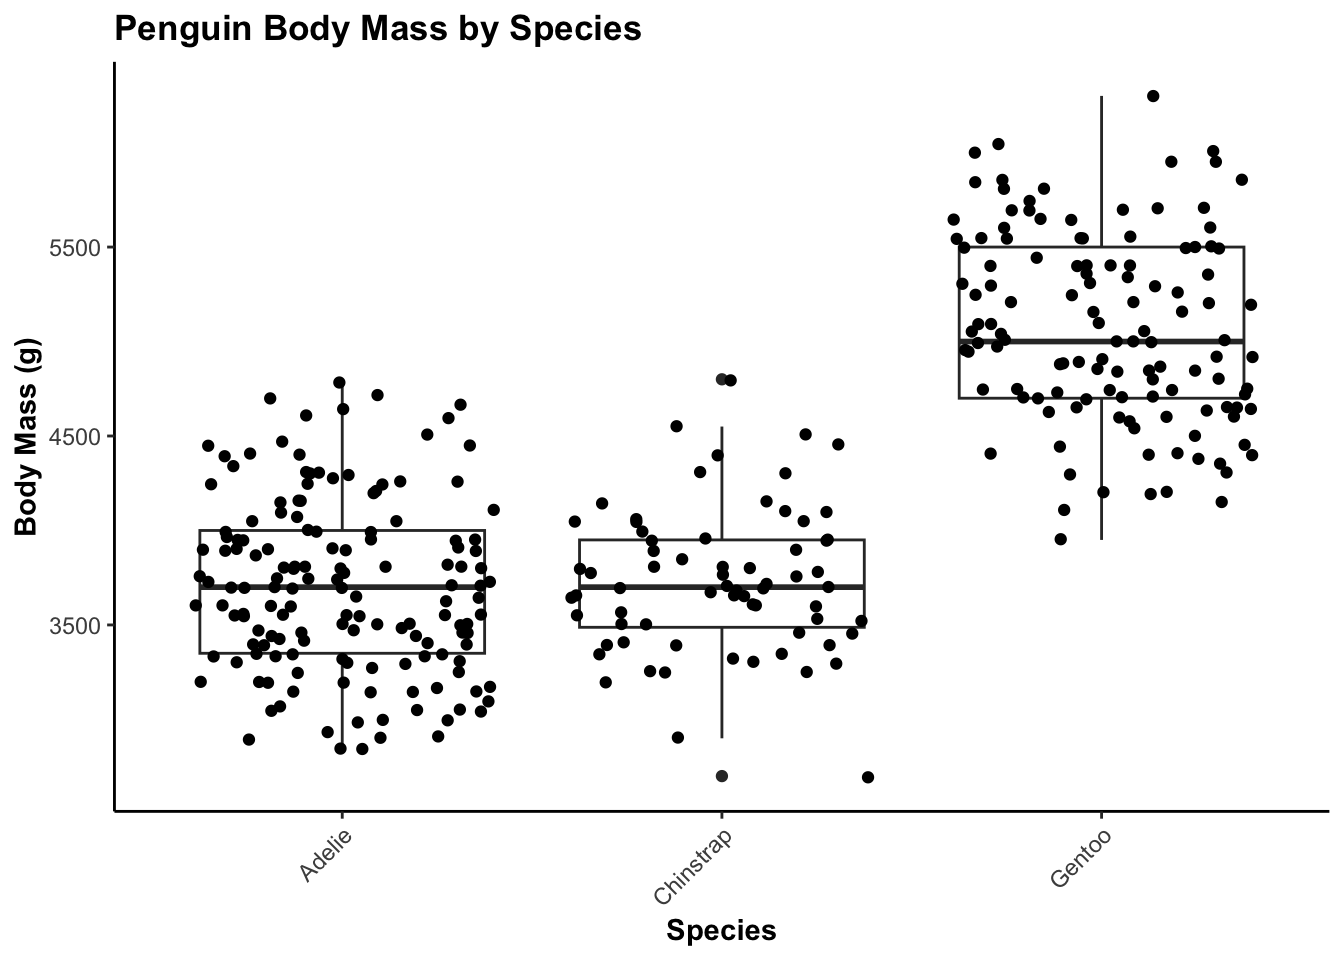 Penguin Body Mass by Species
Body Mass (g)
5500
4500
3500
Adelie
Chinstrap
Gentoo
Species